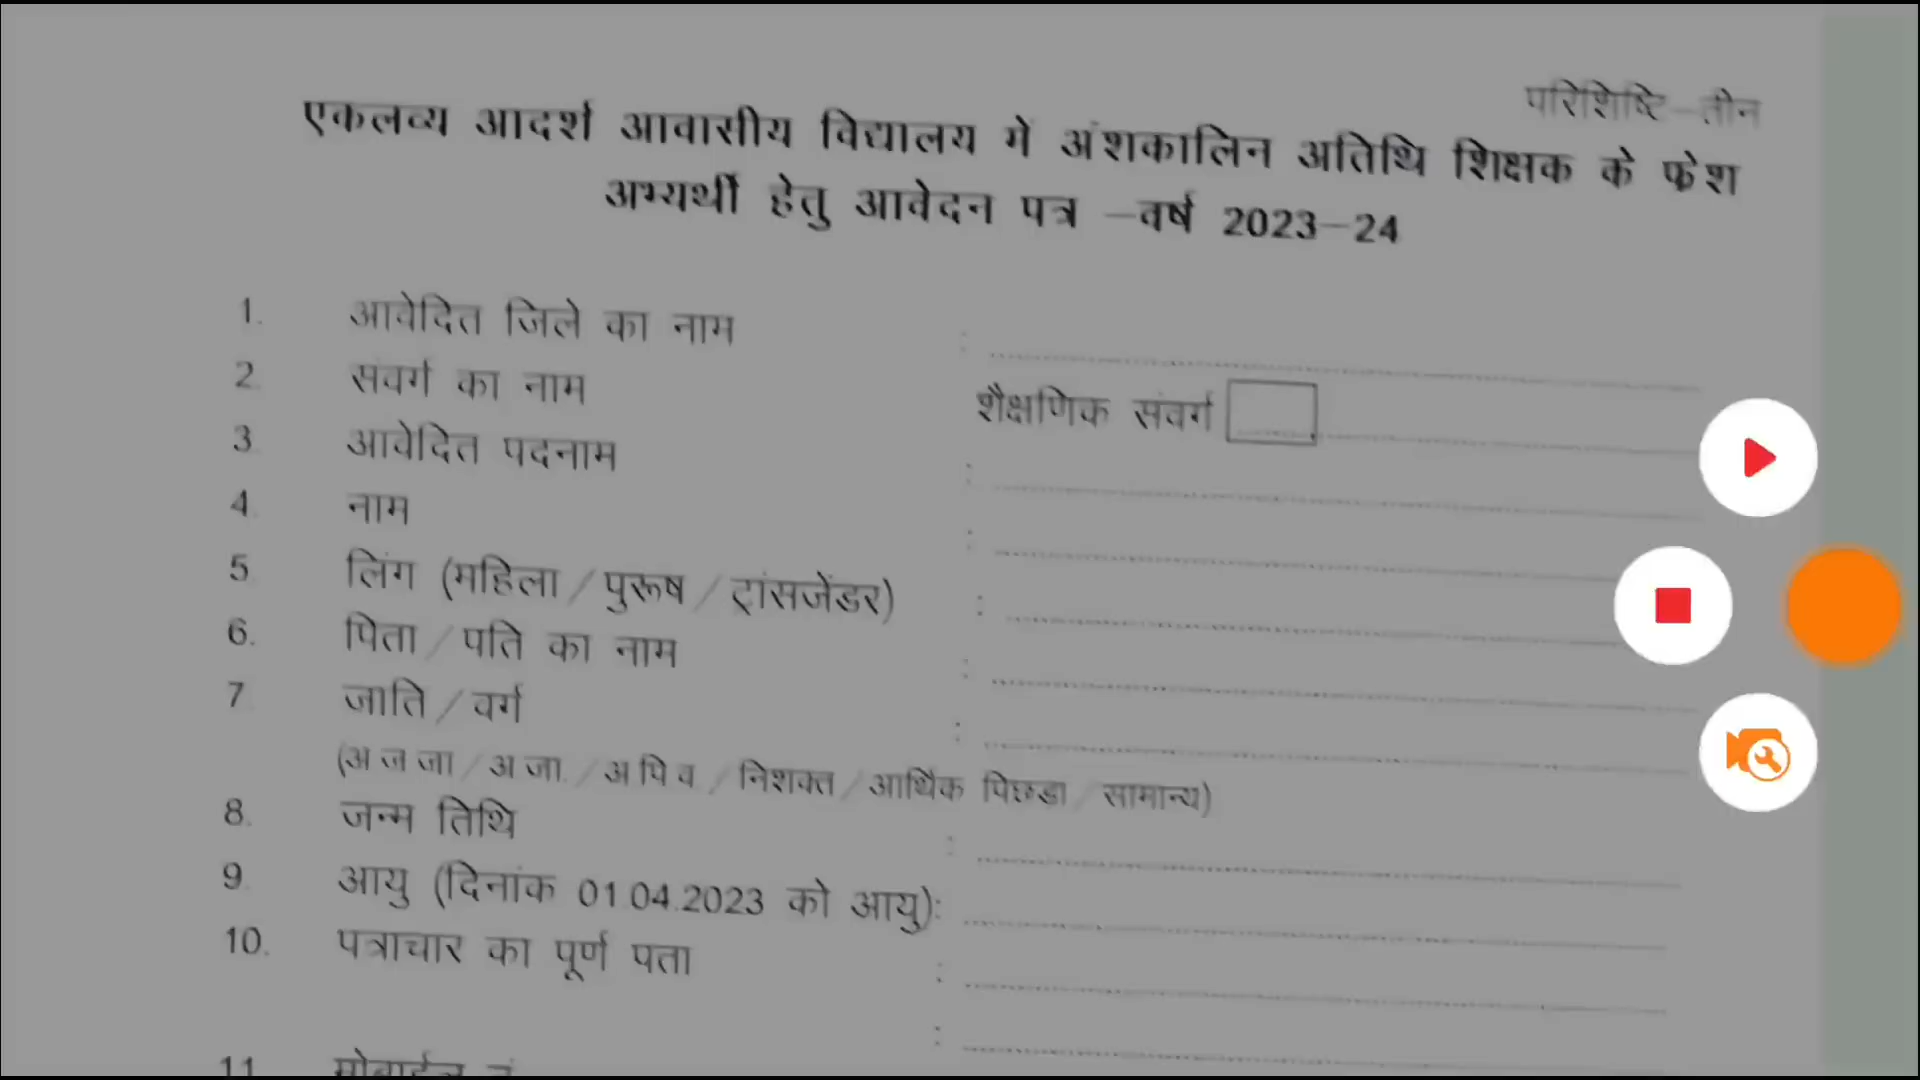 परिशिष्टि–तीन
एकलव्य आदर्श आवासीय विद्यालय मे अंशकालिन अतिथि शिक्षक के फ्रेश
अभ्यर्थी हेतु आवेदन पत्र –वर्ष 2023–24
1. आवेदित जिले का नाम :
2. संवर्ग का नाम शैक्षणिक संवर्ग
3. आवेदित पदनाम :
4. नाम :
5. लिंग (महिला / पुरूष / ट्रांसजेंडर) :
6. पिता / पति का नाम :
7. जाति / वर्ग :
(अ.ज.जा / अ.जा. / अ.पि.व. / निशक्त / आर्थिक पिछडा / सामान्य)
8. जन्म तिथि :
9. आयु (दिनांक 01.04.2023 को आयु):
10. पत्राचार का पूर्ण पता :
:
11 मोबाईल नं